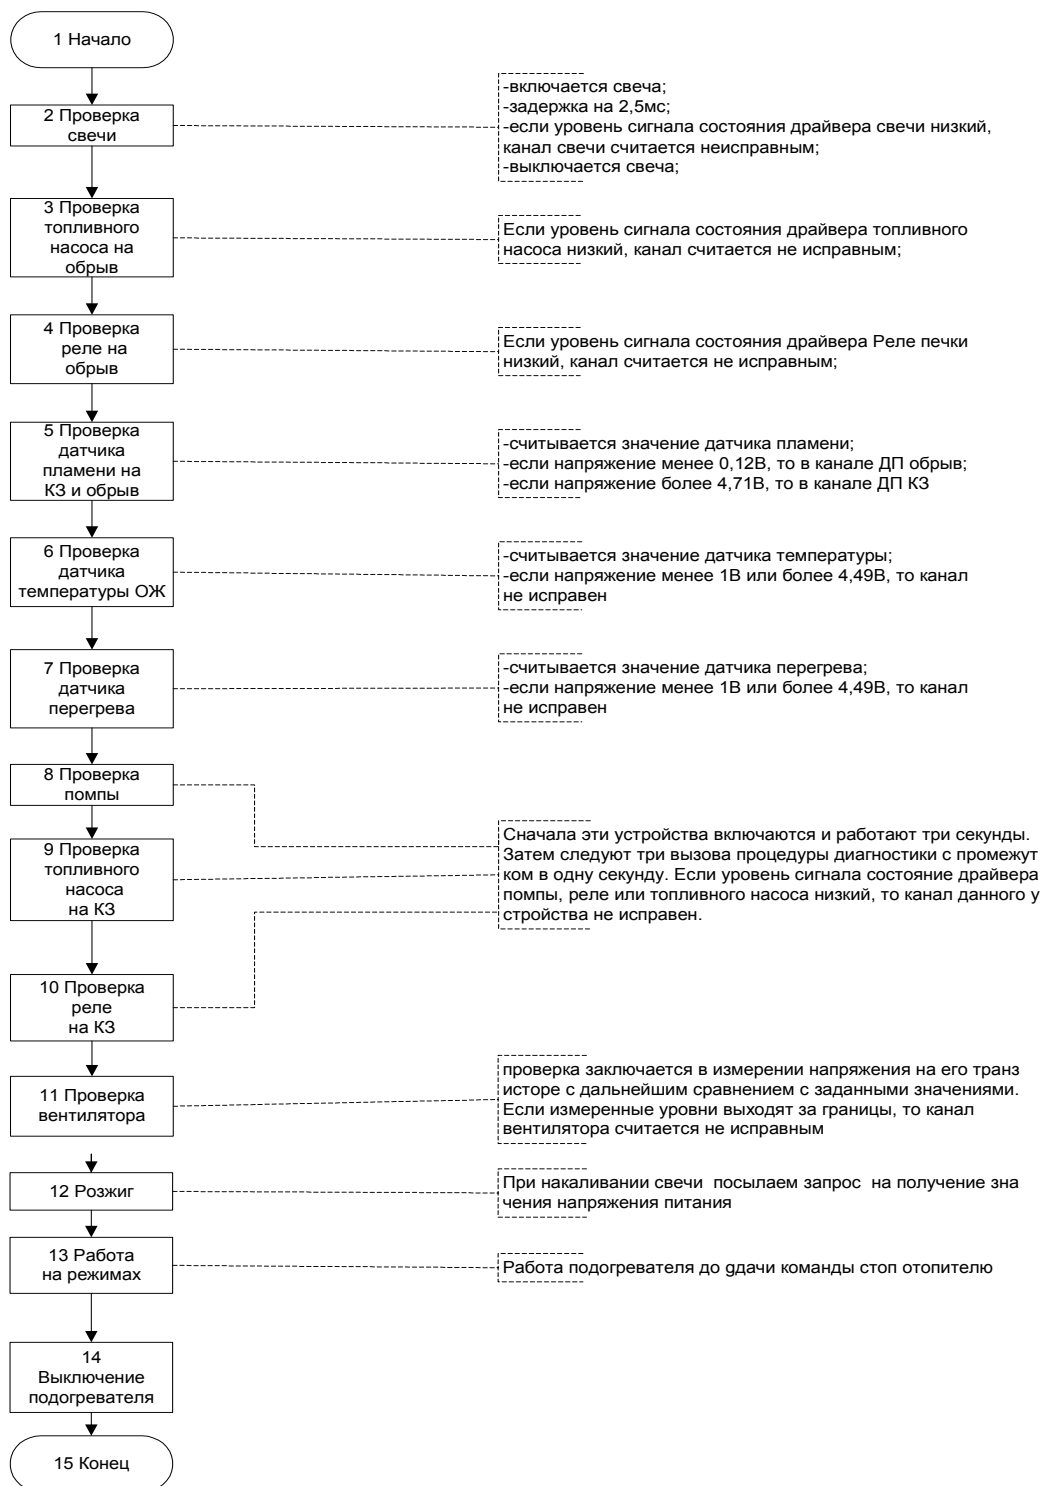 1 Начало
2 Проверка
свечи
-включается свеча;
-задержка на 2,5мс;
-если уровень сигнала состояния драйвера свечи низкий,
канал свечи считается неисправным;
-выключается свеча;
3 Проверка
топливного
насоса на
обрыв
Если уровень сигнала состояния драйвера топливного
насоса низкий, канал считается не исправным;
4 Проверка
реле на
обрыв
Если уровень сигнала состояния драйвера Реле печки
низкий, канал считается не исправным;
5 Проверка
датчика
пламени на
КЗ и обрыв
-считывается значение датчика пламени;
-если напряжение менее 0,12В, то в канале ДП обрыв;
-если напряжение более 4,71В, то в канале ДП КЗ
6 Проверка
датчика
температуры ОЖ
-считывается значение датчика температуры;
-если напряжение менее 1В или более 4,49В, то канал
не исправен
7 Проверка
датчика
перегрева
-считывается значение датчика перегрева;
-если напряжение менее 1В или более 4,49В, то канал
не исправен
8 Проверка
помпы
9 Проверка
топливного
насоса
на КЗ
Сначала эти устройства включаются и работают три секунды.
Затем следуют три вызова процедуры диагностики с промежут
ком в одну секунду. Если уровень сигнала состояние драйвера
помпы, реле или топливного насоса низкий, то канал данного у
стройства не исправен.
10 Проверка
реле
на КЗ
11 Проверка
вентилятора
проверка заключается в измерении напряжения на его транз
исторе с дальнейшим сравнением с заданными значениями.
Если измеренные уровни выходят за границы, то канал
вентилятора считается не исправным
12 Розжиг
При накаливании свечи  посылаем запрос  на получение зна
чения напряжения питания
13 Работа
на режимах
Работа подогревателя до gдачи команды стоп отопителю
14
Выключение
подогревателя
15 Конец